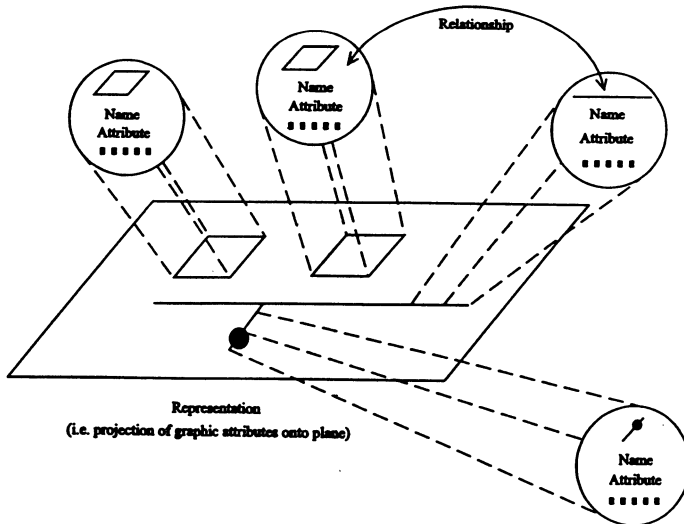 Relationship
Name
Attribute
Name
Attribute
Name
Attribute
Representation
(i.e. projection of graphic attributes onto plane)
Name
Attribute